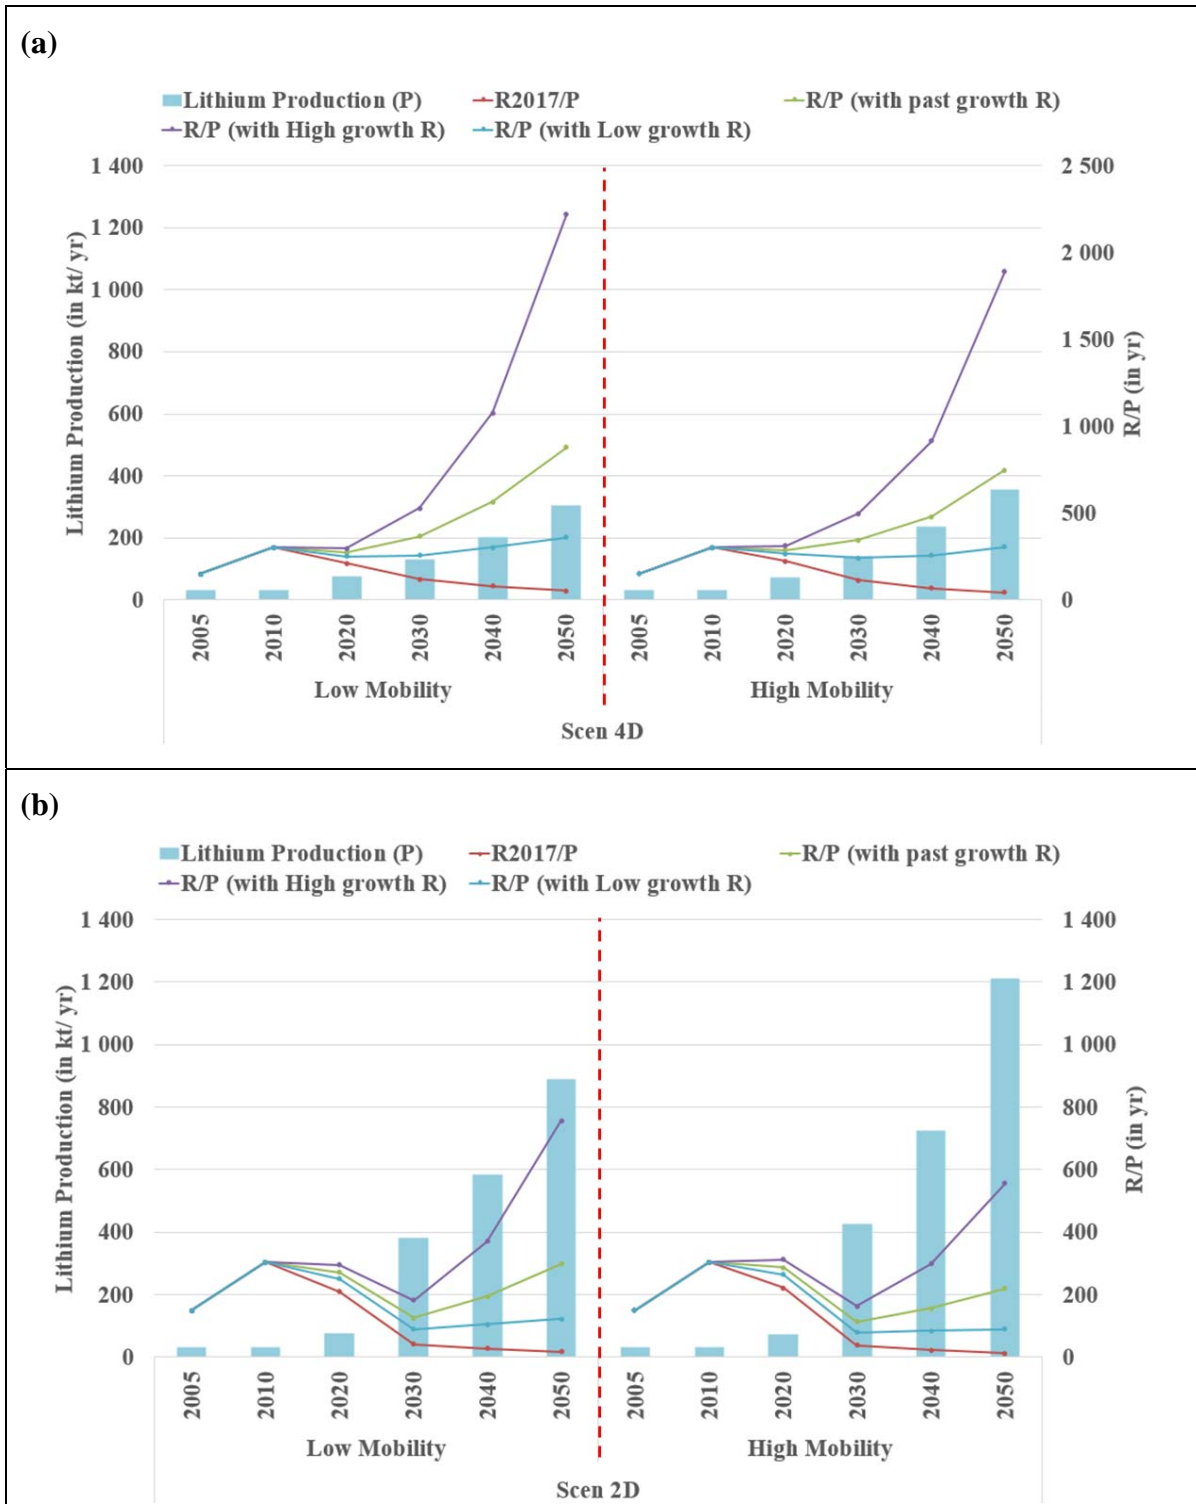 (a)
Lithium Production (P) R2017/P R/P (with past growth R)
R/P (with High growth R) R/P (with Low growth R)
1 400 2 500
1 200
2 000
1 000
800 1 500
600
1 000
400
500
200
0 0
Lithium Production (in kt/ yr)
R/P (in yr)
2005 2010 2020 2030 2040 2050 2005 2010 2020 2030 2040 2050
Low Mobility High Mobility
Scen 4D
(b)
Lithium Production (P) R2017/P R/P (with past growth R)
R/P (with High growth R) R/P (with Low growth R)
1 400 1 400
1 200 1 200
1 000 1 000
800 800
600 600
400 400
200 200
0 0
Lithium Production (in kt/ yr)
R/P (in yr)
2005 2010 2020 2030 2040 2050 2005 2010 2020 2030 2040 2050
Low Mobility High Mobility
Scen 2D